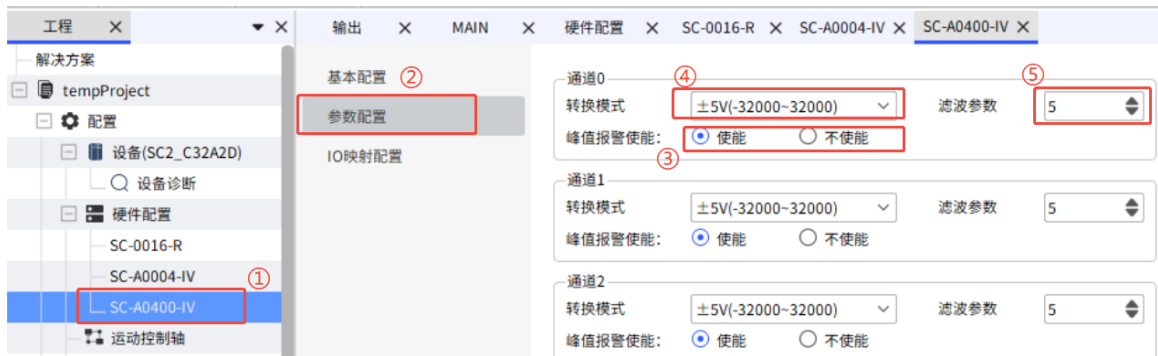 工程
输出 MAIN 硬件配置 SC-0016-R SC-A0004-IV SC-A0400-IV
解决方案
tempProject
配置
设备(SC2_C32A2D)
设备诊断
硬件配置
SC-0016-R
SC-A0004-IV
①
SC-A0400-IV
运动控制轴
基本配置 ②
参数配置
IO映射配置
通道0 ④ ⑤
转换模式 ±5V(-32000~32000) 滤波参数 5
峰值报警使能: 使能 不使能
③
通道1
转换模式 ±5V(-32000~32000) 滤波参数 5
峰值报警使能: 使能 不使能
通道2
转换模式 ±5V(-32000~32000) 滤波参数 5
峰值报警使能: 使能 不使能